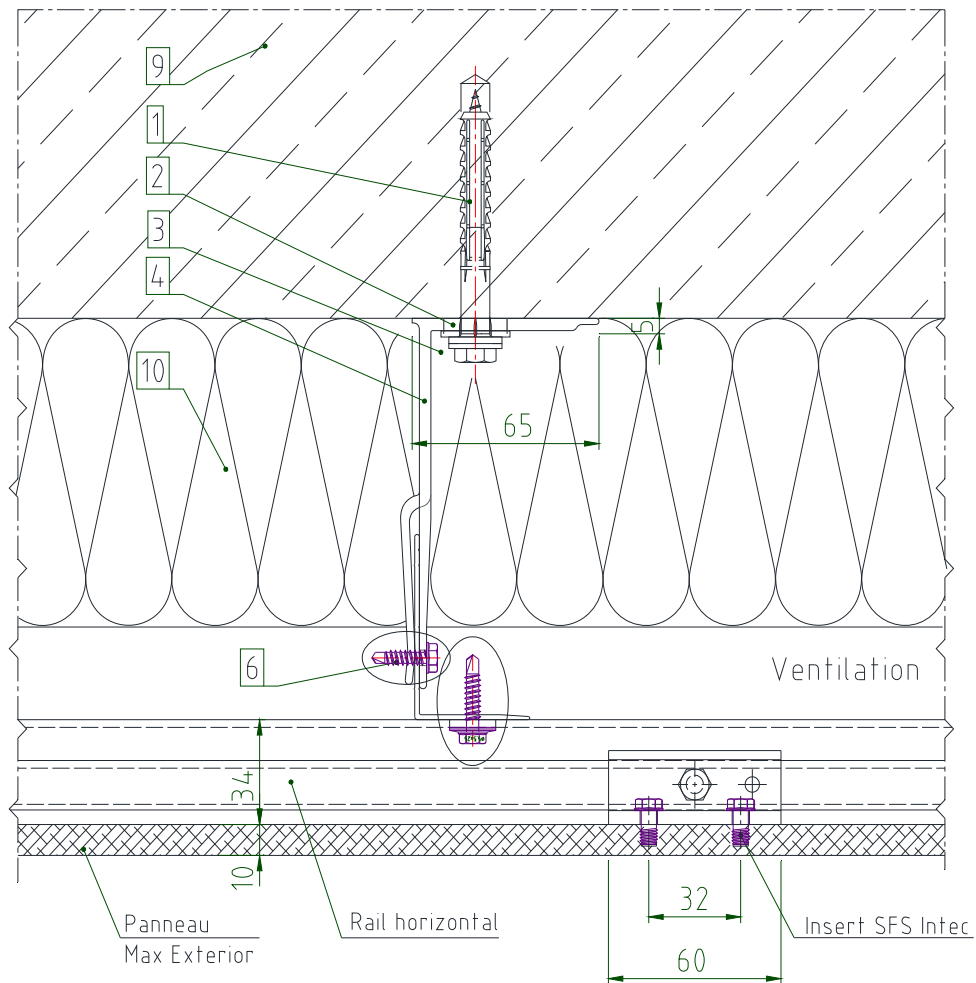 9
1
2
3
4
5
65
10
6
Ventilation
34
10
32
60
Panneau
Max Exterior
Rail horizontal
Insert SFS Intec